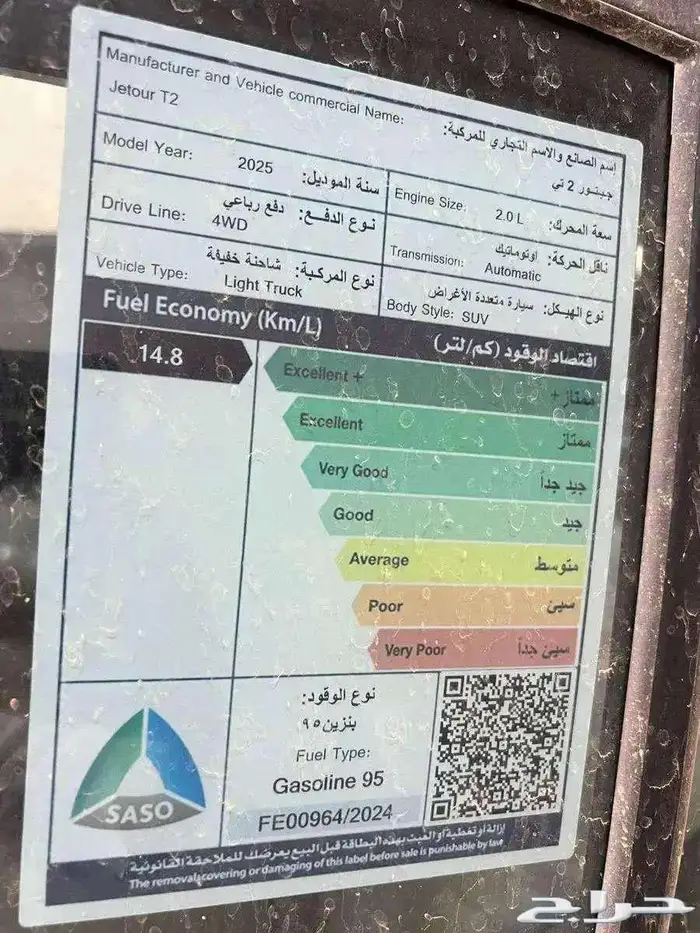 Manufacturer and Vehicle commercial Name:
إسم الصانع والاسم التجاري للمركبة:
Jetour T2
جيتور 2 تي
Model Year: 2025 سنة الموديل:
Engine Size: 2.0 L سعة المحرك:
Drive Line: دفع رباعي نوع الدفع:
4WD
Transmission: اوتوماتيك ناقل الحركة:
Automatic
Vehicle Type: شاحنة خفيفة نوع المركبة:
Light Truck
سيارة متعددة الأغراض نوع الهيكل:
Body Style: SUV
Fuel Economy (Km/L) اقتصاد الوقود (كم/لتر)
14.8
Excellent + ممتاز+
Excellent ممتاز
Very Good جيد جداً
Good جيد
Average متوسط
Poor سيئ
Very Poor سيئ جداً
نوع الوقود:
بنزين ٩٥
Fuel Type:
Gasoline 95
FE00964/2024
SASO
إزالة أو تغطية أو العبث بهذه البطاقة قبل البيع يعرضك للملاحقة القانونية
The removal,covering or damaging of this label before sale is punishable by law
حراج